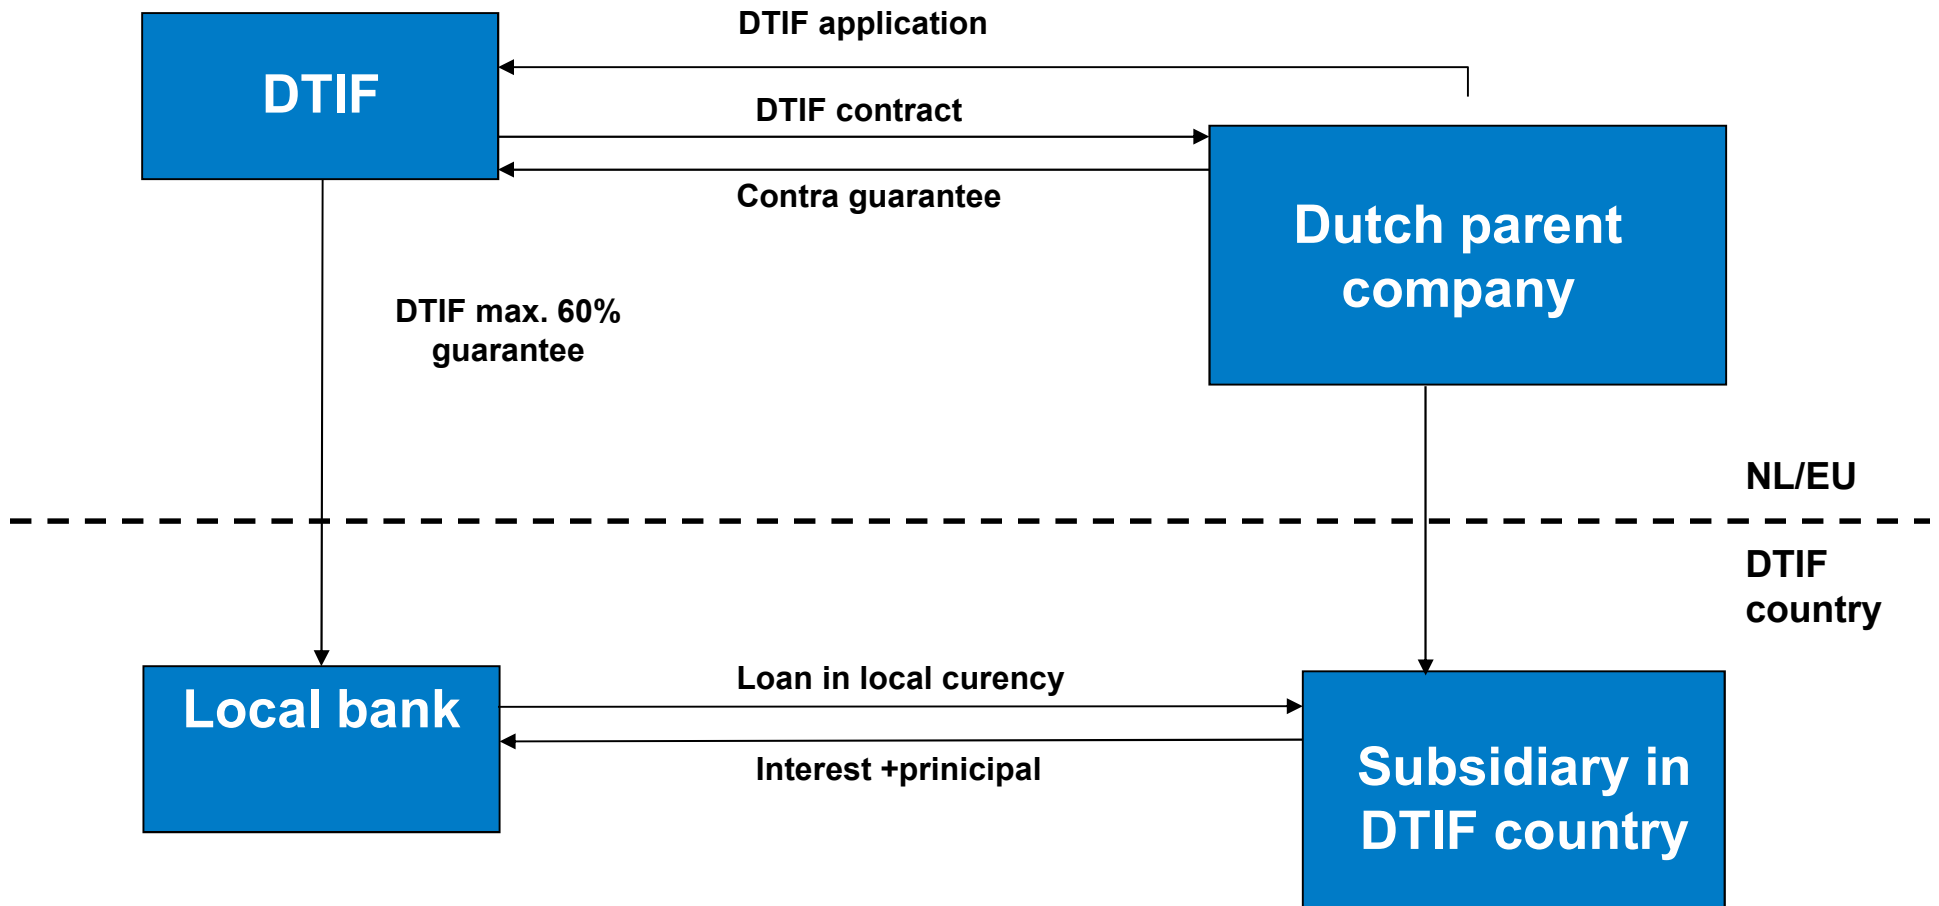 DTIF application
DTIF
DTIF contract
Contra guarantee
Dutch parent
company
DTIF max. 60%
guarantee
NL/EU
DTIF
country
Local bank
Loan in local curency
Interest +prinicipal
Subsidiary in
DTIF country